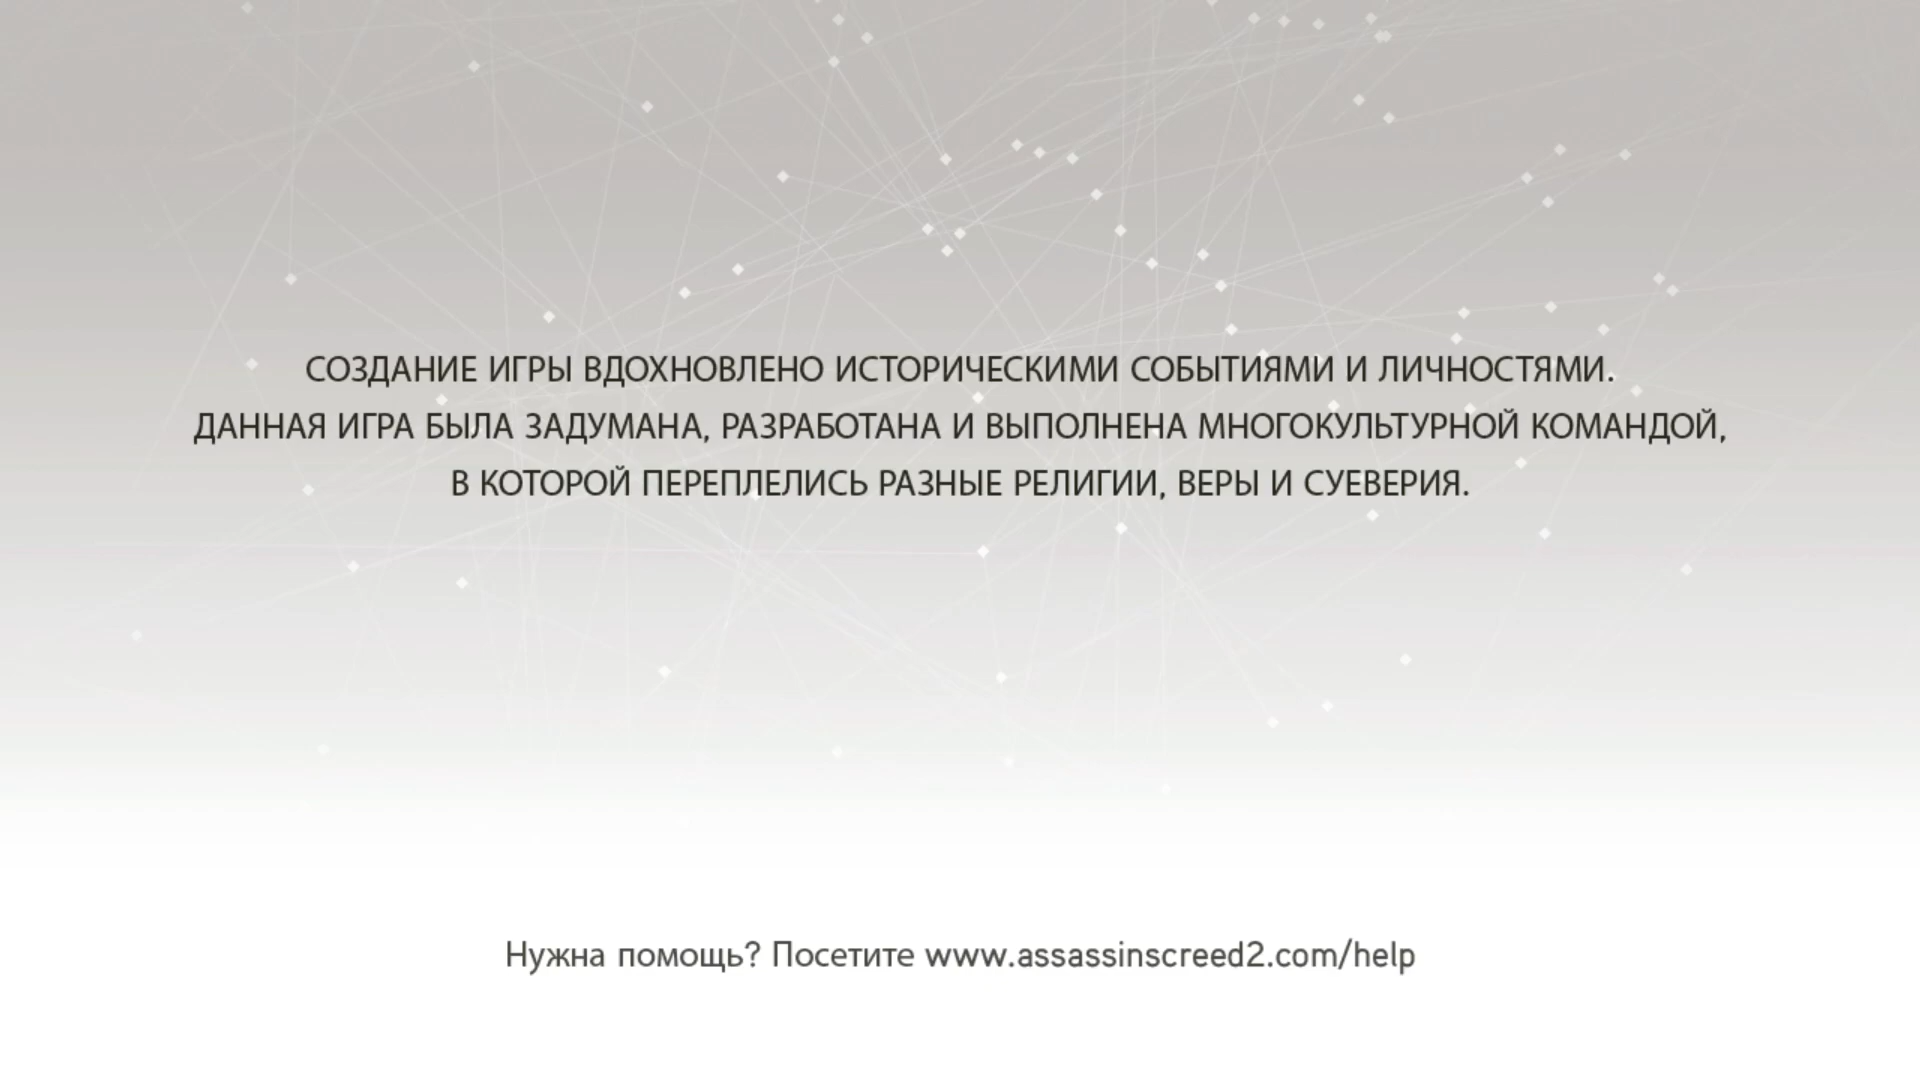 СОЗДАНИЕ ИГРЫ ВДОХНОВЛЕНО ИСТОРИЧЕСКИМИ СОБЫТИЯМИ И ЛИЧНОСТЯМИ.
ДАННАЯ ИГРА БЫЛА ЗАДУМАНА, РАЗРАБОТАНА И ВЫПОЛНЕНА МНОГОКУЛЬТУРНОЙ КОМАНДОЙ,
В КОТОРОЙ ПЕРЕПЛЕЛИСЬ РАЗНЫЕ РЕЛИГИИ, ВЕРЫ И СУЕВЕРИЯ.
Нужна помощь? Посетите www.assassinscreed2.com/help